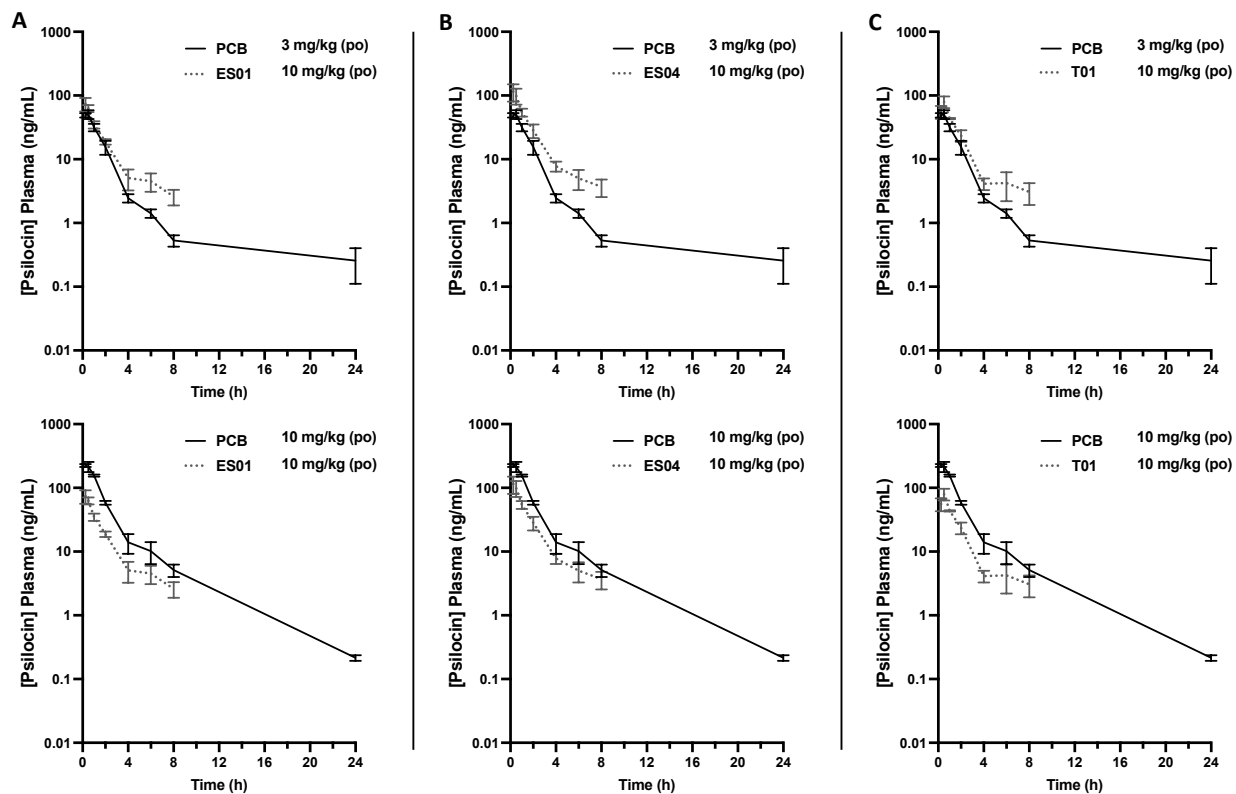 A
[Psilocin] Plasma (ng/mL)
1000
100
10
1
0.1
0.01
PCB 3 mg/kg (po)
ES01 10 mg/kg (po)
0 4 8 12 16 20 24
Time (h)
[Psilocin] Plasma (ng/mL)
1000
100
10
1
0.1
0.01
PCB 10 mg/kg (po)
ES01 10 mg/kg (po)
0 4 8 12 16 20 24
Time (h)
B
[Psilocin] Plasma (ng/mL)
1000
100
10
1
0.1
0.01
PCB 3 mg/kg (po)
ES04 10 mg/kg (po)
0 4 8 12 16 20 24
Time (h)
[Psilocin] Plasma (ng/mL)
1000
100
10
1
0.1
0.01
PCB 10 mg/kg (po)
ES04 10 mg/kg (po)
0 4 8 12 16 20 24
Time (h)
C
[Psilocin] Plasma (ng/mL)
1000
100
10
1
0.1
0.01
PCB 3 mg/kg (po)
T01 10 mg/kg (po)
0 4 8 12 16 20 24
Time (h)
[Psilocin] Plasma (ng/mL)
1000
100
10
1
0.1
0.01
PCB 10 mg/kg (po)
T01 10 mg/kg (po)
0 4 8 12 16 20 24
Time (h)